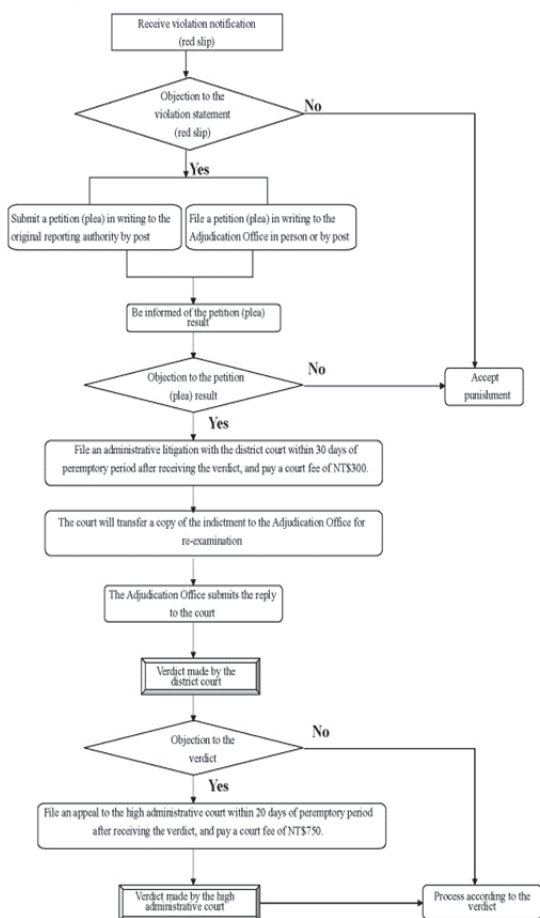 Receive violation notification
(red slip)
Objection to the
violation statement
(red slip)
No
Yes
Submit a petition (plea) in writing to the
original reporting authority by post
File a petition (plea) in writing to the
Adjudication Office in person or by post
Be informed of the petition (plea)
result
Objection to the petition
(plea) result
No
Accept
punishment
Yes
File an administrative litigation with the district court within 30 days of
peremptory period after receiving the verdict, and pay a court fee of NT$300.
The court will transfer a copy of the indictment to the Adjudication Office for
re-examination
The Adjudication Office submits the reply
to the court
Verdict made by the
district court
Objection to the
verdict
No
Yes
File an appeal to the high administrative court within 20 days of peremptory period
after receiving the verdict, and pay a court fee of NT$750.
Verdict made by the high
administrative court
Process according to the
verdict